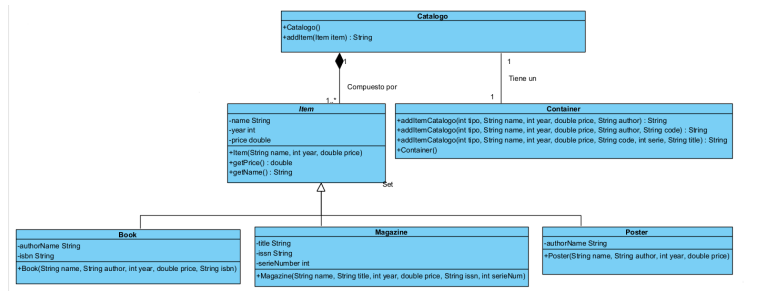 Catalogo
+Catalogo()
+addItem(Item item) : String
1
1
Compuesto por
Tiene un
1..*
1
Item
-name String
-year int
-price double
+Item(String name, int year, double price)
+getPrice() : double
+getName() : String
Container
+addItemCatalogo(int tipo, String name, int year, double price, String author) : String
+addItemCatalogo(int tipo, String name, int year, double price, String author, String code) : String
+addItemCatalogo(int tipo, String name, int year, double price, String code, int serie, String title) : String
+Container()
Set
Book
-authorName String
-isbn String
+Book(String name, String author, int year, double price, String isbn)
Magazine
-title String
-issn String
-serieNumber int
+Magazine(String name, String title, int year, double price, String issn, int serieNum)
Poster
-authorName String
+Poster(String name, String author, int year, double price)